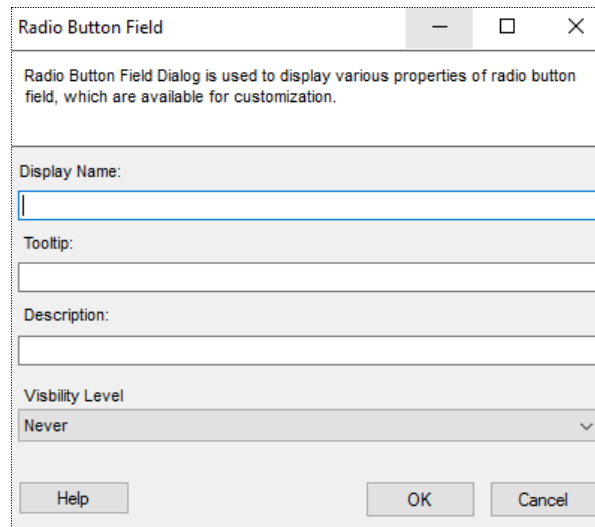 Radio Button Field
Radio Button Field Dialog is used to display various properties of radio button
field, which are available for customization.
Display Name:
Tooltip:
Description:
Visbility Level
Never
Help
OK
Cancel